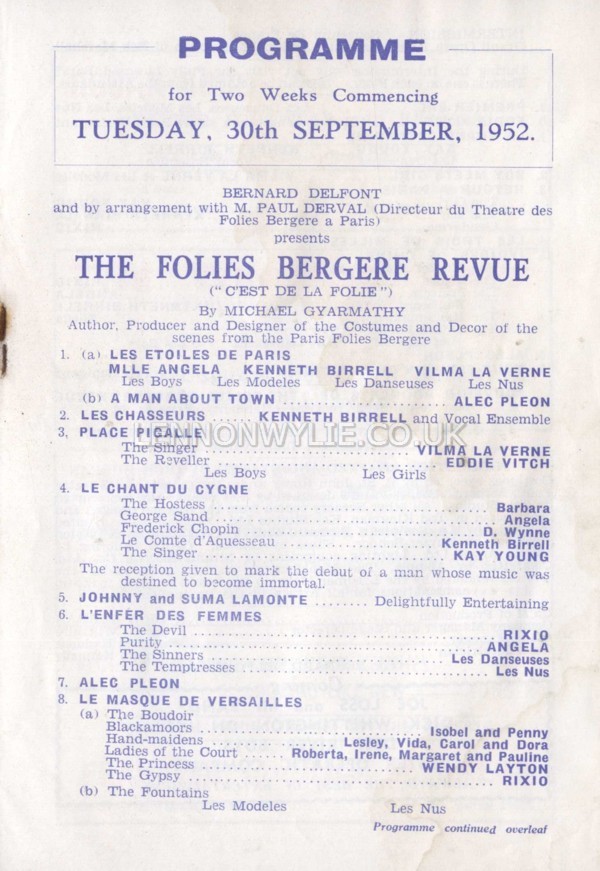 PROGRAMME
for Two Weeks Commencing
TUESDAY, 30th SEPTEMBER, 1952.
BERNARD DELFONT
and by arrangement with M. PAUL DERVAL (Directeur du Theatre des
Folies Bergere a Paris)
presents
THE FOLIES BERGERE REVUE
("C'EST DE LA FOLIE")
By MICHAEL GYARMATHY
Author, Producer and Designer of the Costumes and Decor of the
scenes from the Paris Folies Bergere
1. (a) LES ETOILES DE PARIS
MLLE ANGELA KENNETH BIRRELL VILMA LA VERNE
Les Boys Les Modeles Les Danseuses Les Nus
(b) A MAN ABOUT TOWN ........ ALEC PLEON
2. LES CHASSEURS ........ KENNETH BIRRELL and Vocal Ensemble
LENNONWYLIE.CO.UK
3, PLACE PIGALLE
The Singer ........ VILMA LA VERNE
The Reveller ........ EDDIE VITCH
Les Boys Les Girls
4. LE CHANT DU CYGNE
The Hostess ........ Barbara
George Sand ........ Angela
Frederick Chopin ........ D. Wynne
Le Comte d'Aquesseau ........ Kenneth Birrell
The Singer ........ KAY YOUNG
The reception given to mark the debut of a man whose music was
destined to become immortal.
5. JOHNNY and SUMA LAMONTE ........ Delightfully Entertaining
6. L'ENFER DES FEMMES
The Devil ........ RIXIO
Purity ........ ANGELA
The Sinners ........ Les Danseuses
The Temptresses ........ Les Nus
7. ALEC PLEON
8. LE MASQUE DE VERSAILLES
(a) The Boudoir
Blackamoors ........ Isobel and Penny
Hand-maidens ........ Lesley, Vida, Carol and Dora
Ladies of the Court ........ Roberta, Irene, Margaret and Pauline
The Princess ........ WENDY LAYTON
The Gypsy ........ RIXIO
(b) The Fountains
Les Modeles Les Nus
Programme continued overleaf